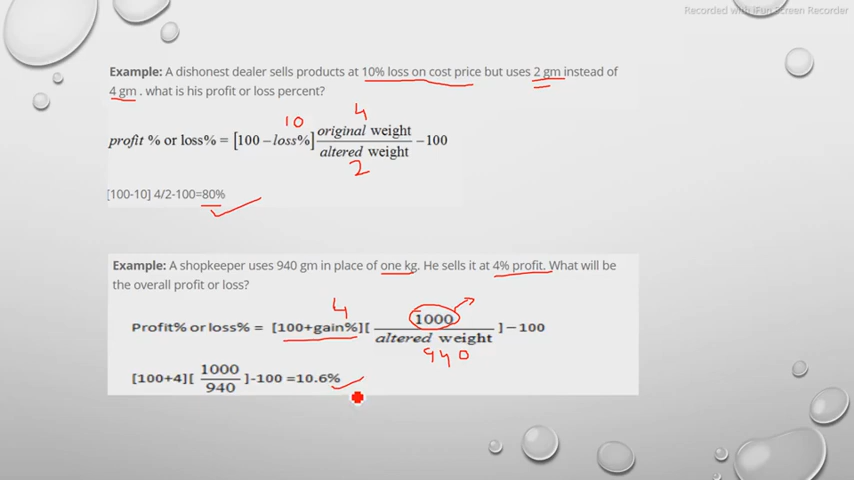 Recorded with iFun Screen Recorder
Example: A dishonest dealer sells products at 10% loss on cost price but uses 2 gm instead of
4 gm . what is his profit or loss percent?
10 4
profit % or loss% = [100 – loss%] original weight / altered weight – 100
2
[100-10] 4/2-100=80%
Example: A shopkeeper uses 940 gm in place of one kg. He sells it at 4% profit. What will be
the overall profit or loss?
4
Profit% or loss% = [100+gain%][ 1000 / altered weight ]−100
940
[100+4][ 1000 / 940 ]-100 =10.6%